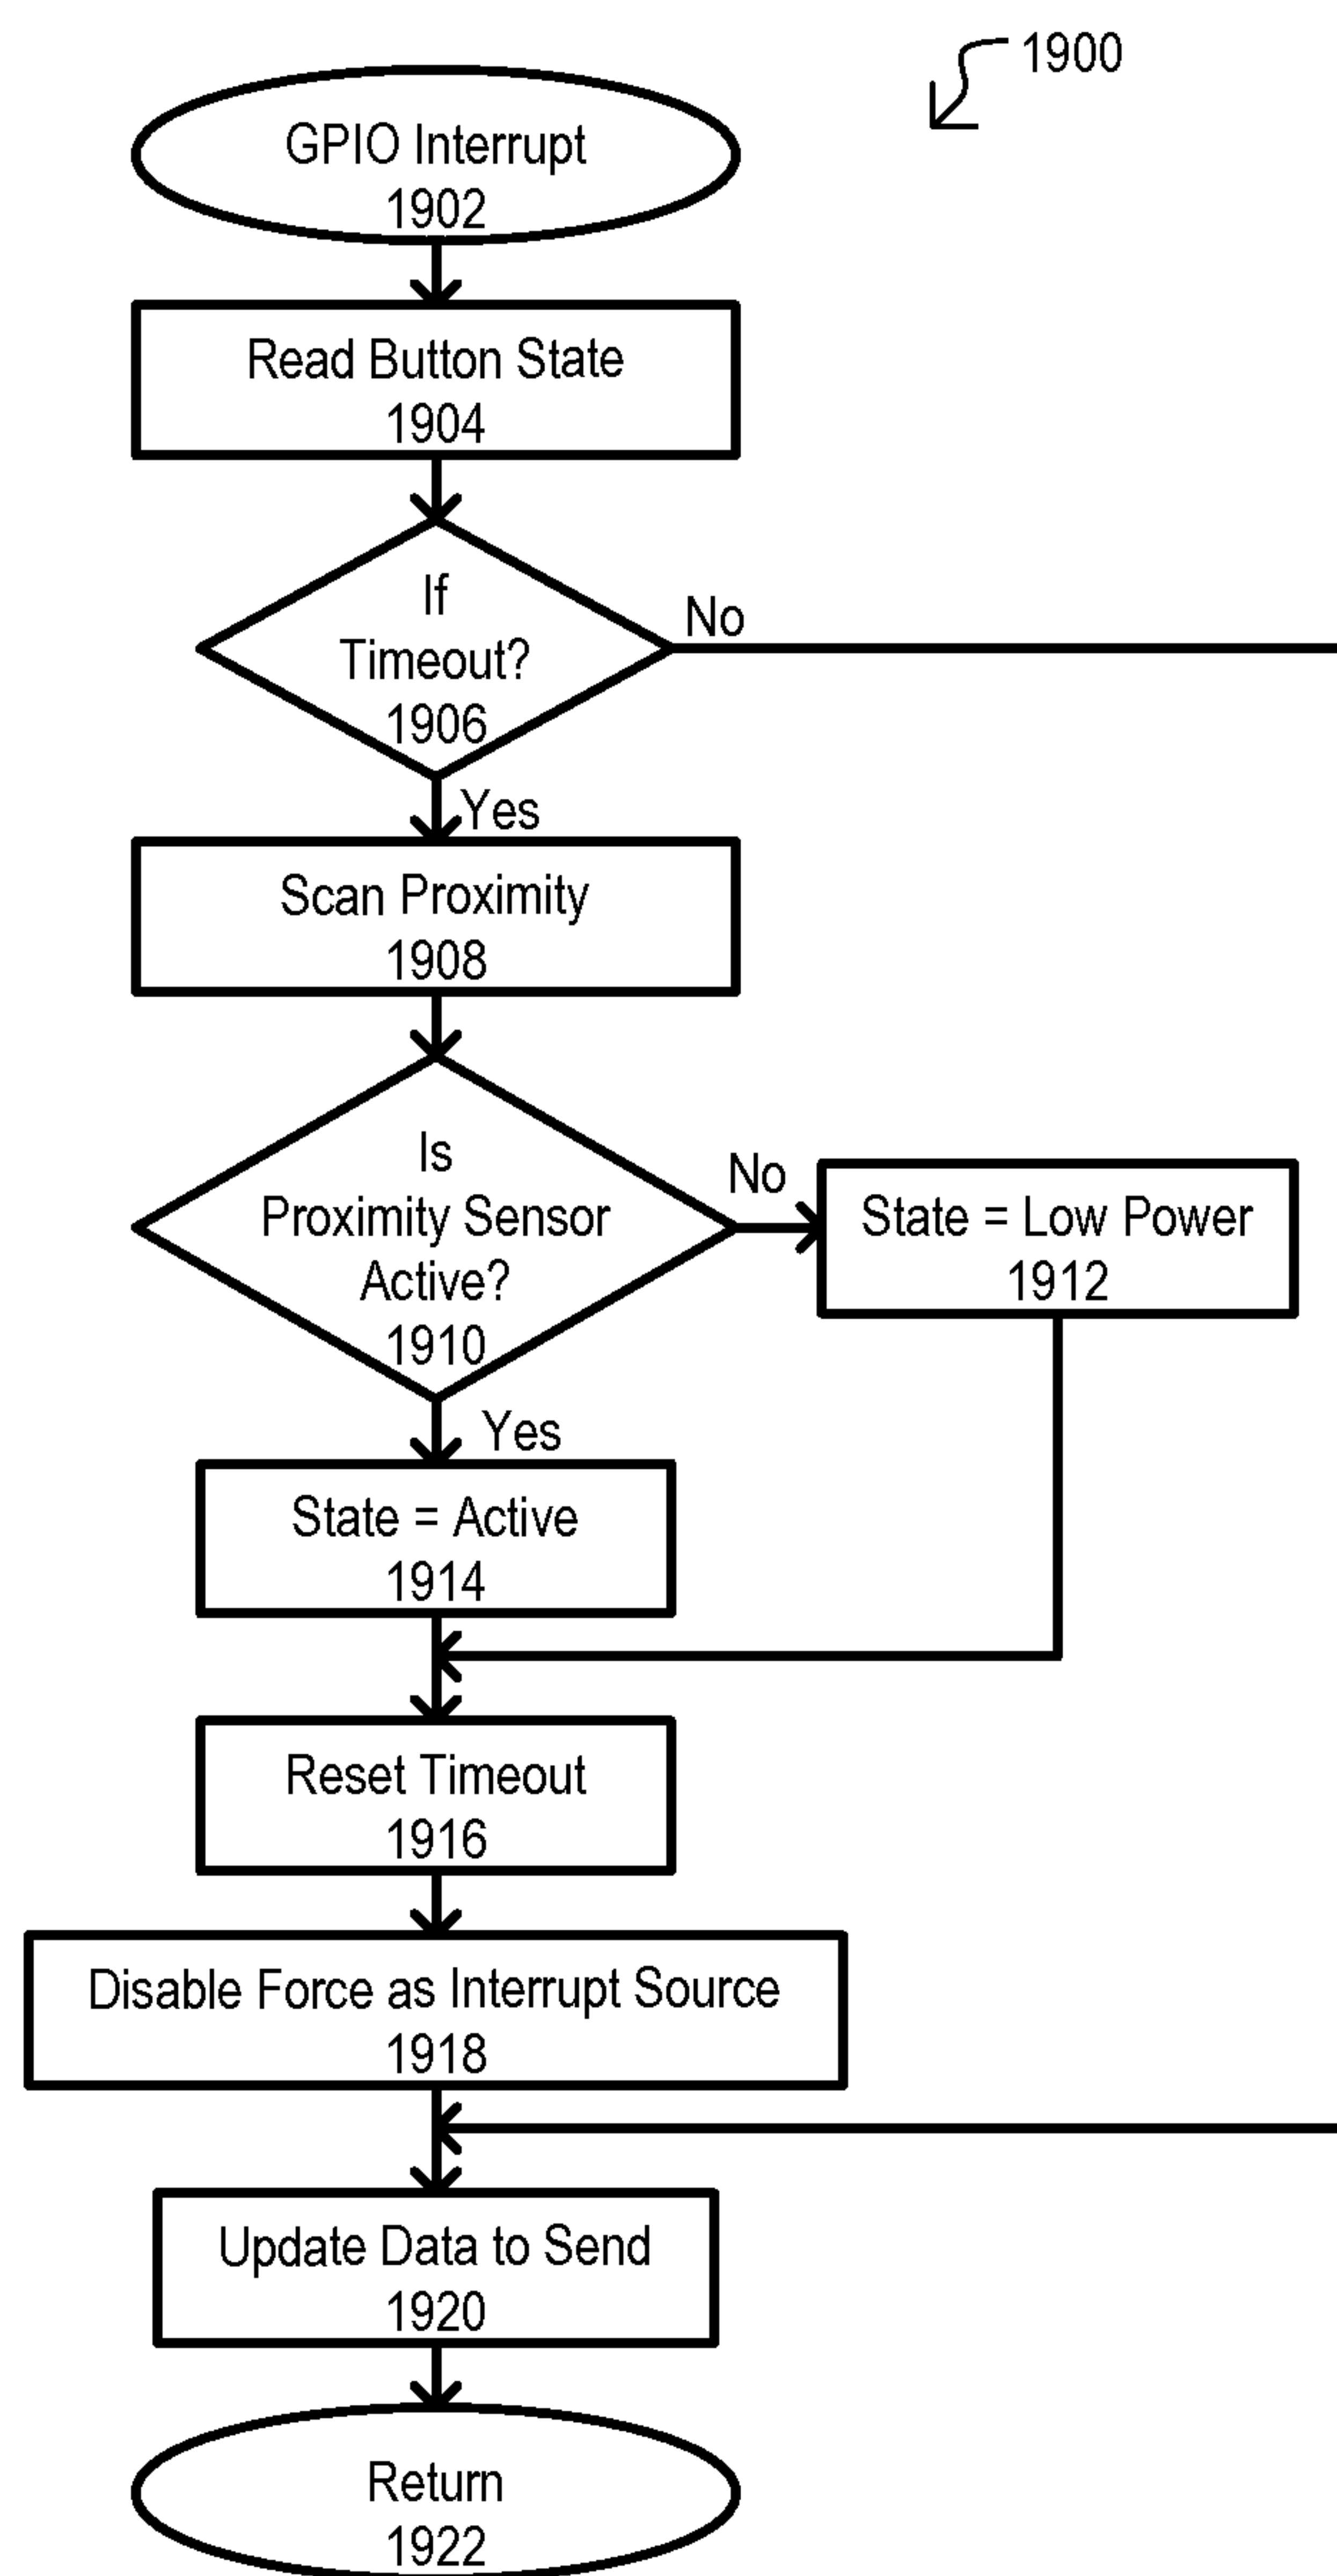 1900
GPIO Interrupt
1902
Read Button State
1904
If
Timeout?
1906
No
Yes
Scan Proximity
1908
Is
Proximity Sensor
Active?
1910
No
State = Low Power
1912
Yes
State = Active
1914
Reset Timeout
1916
Disable Force as Interrupt Source
1918
Update Data to Send
1920
Return
1922